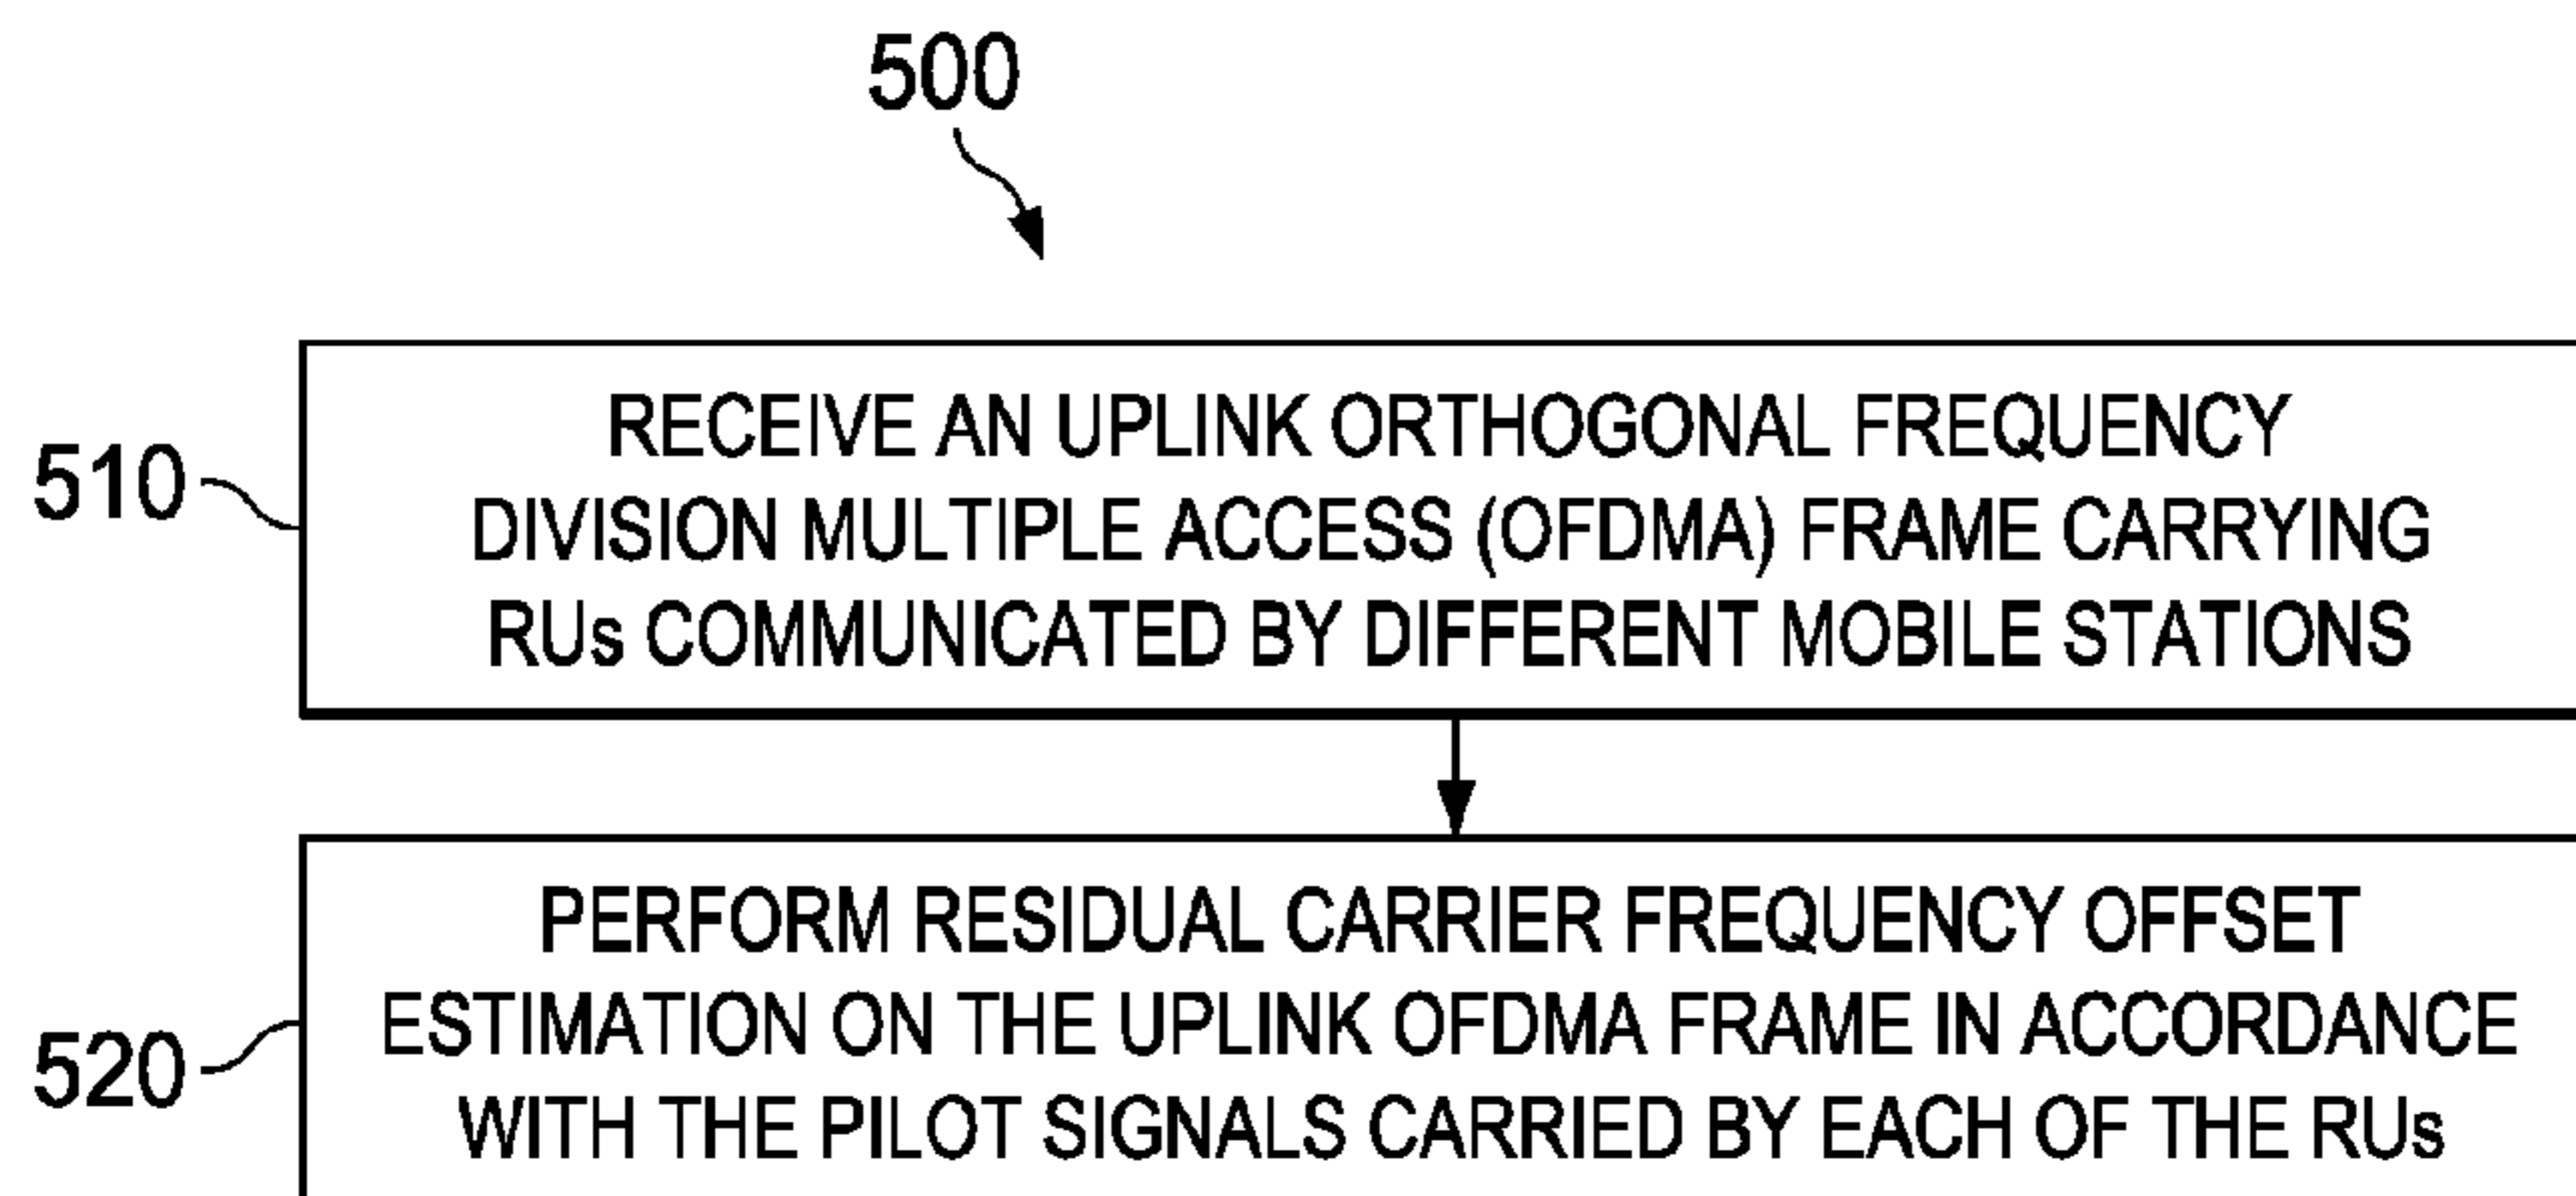 500
510
RECEIVE AN UPLINK ORTHOGONAL FREQUENCY
DIVISION MULTIPLE ACCESS (OFDMA) FRAME CARRYING
RUs COMMUNICATED BY DIFFERENT MOBILE STATIONS
520
PERFORM RESIDUAL CARRIER FREQUENCY OFFSET
ESTIMATION ON THE UPLINK OFDMA FRAME IN ACCORDANCE
WITH THE PILOT SIGNALS CARRIED BY EACH OF THE RUs